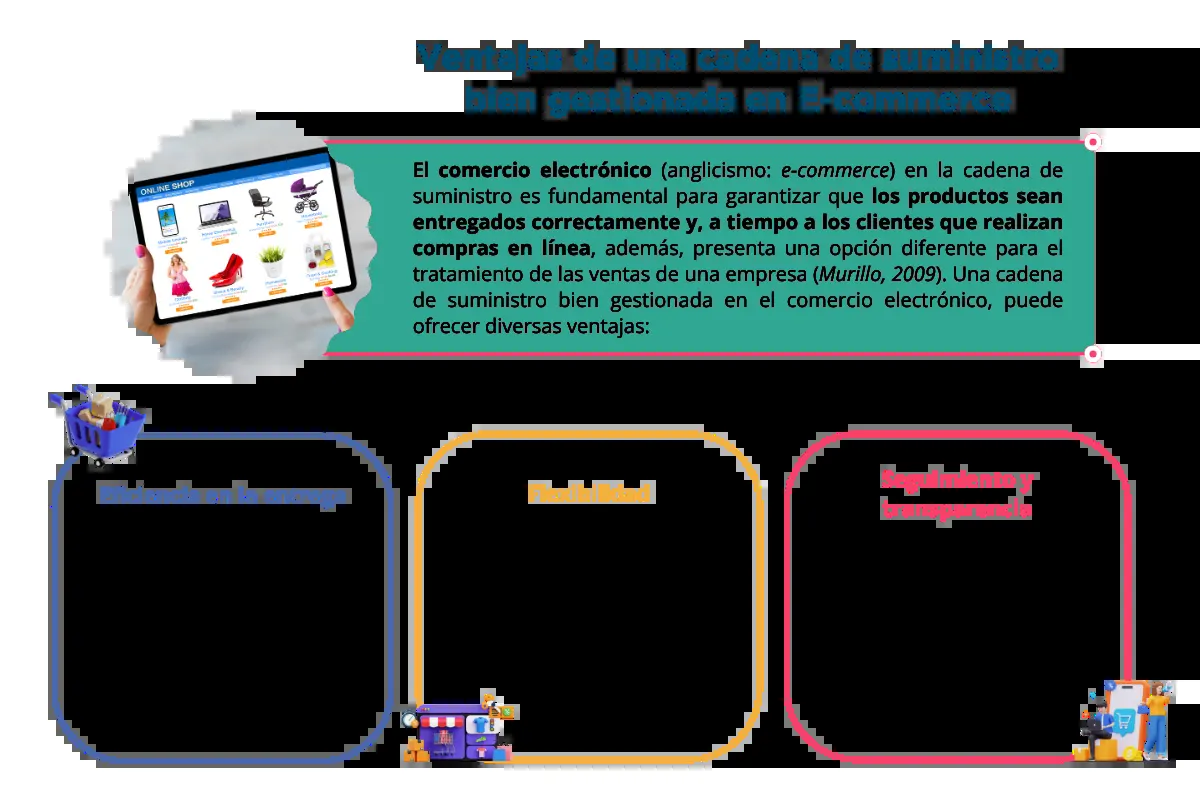 Ventajas de una cadena de suministro
bien gestionada en E-commerce
ONLINE SHOP
El comercio electrónico (anglicismo: e-commerce) en la cadena de
suministro es fundamental para garantizar que los productos sean
entregados correctamente y, a tiempo a los clientes que realizan
compras en línea, además, presenta una opción diferente para el
tratamiento de las ventas de una empresa (Murillo, 2009). Una cadena
de suministro bien gestionada en el comercio electrónico, puede
ofrecer diversas ventajas:
Eficiencia en la entrega
Flexibilidad
Seguimiento y
transparencia